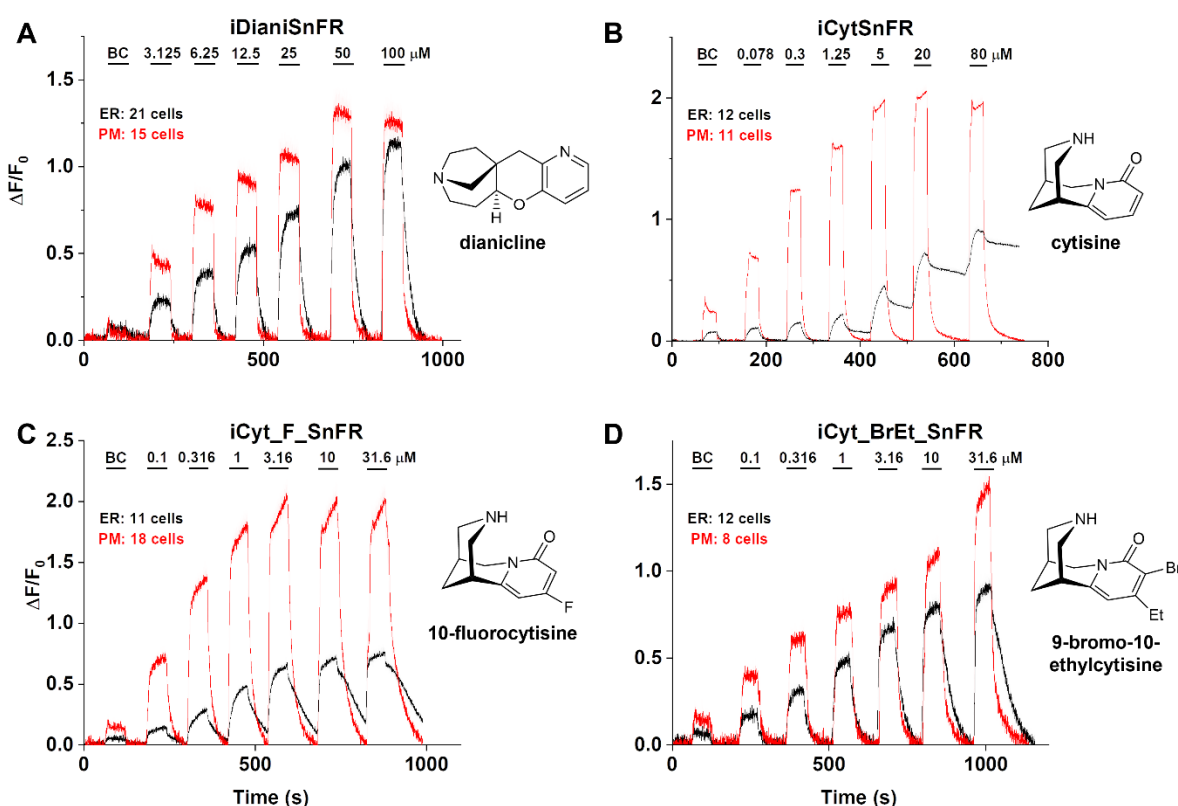 A
iDianiSnFR
BC 3.125 6.25 12.5 25 50 100 μM
ER: 21 cells
PM: 15 cells
1.5
1.0
0.5
0.0
ΔF/F0
0 500 1000
N
N
O
H
dianicline
B
iCytSnFR
BC 0.078 0.3 1.25 5 20 80 μM
ER: 12 cells
PM: 11 cells
2
1
0
0 200 400 600 800
NH
O
N
cytisine
C
iCyt_F_SnFR
BC 0.1 0.316 1 3.16 10 31.6 μM
ER: 11 cells
PM: 18 cells
2.5
2.0
1.5
1.0
0.5
0.0
ΔF/F0
0 500 1000
Time (s)
NH
O
N
F
10-fluorocytisine
D
iCyt_BrEt_SnFR
BC 0.1 0.316 1 3.16 10 31.6 μM
ER: 12 cells
PM: 8 cells
1.5
1.0
0.5
0.0
0 500 1000
Time (s)
NH
O
N
Br
Et
9-bromo-10-
ethylcytisine